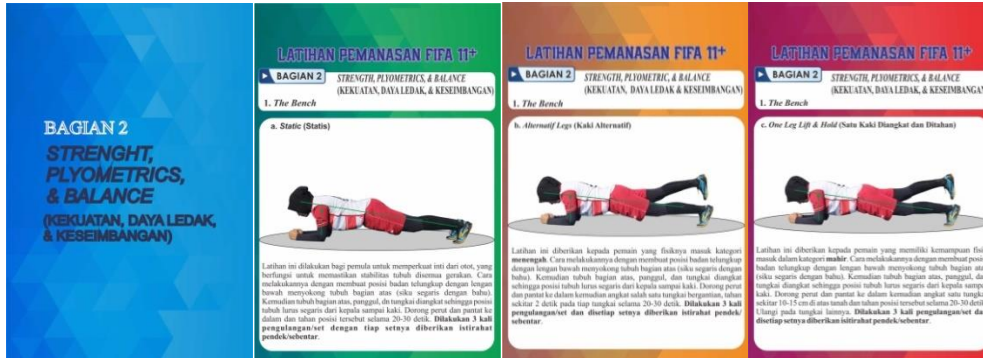 BAGIAN 2
STRENGHT,
PLYOMETRICS,
& BALANCE
(KEKUATAN, DAYA LEDAK,
& KESEIMBANGAN)
LATIHAN PEMANASAN FIFA 11+
BAGIAN 2
STRENGTH, PLYOMETRICS, & BALANCE
(KEKUATAN, DAYA LEDAK, & KESEIMBANGAN)
1. The Bench
a. Static (Statis)
Latihan ini dilakukan bagi pemula untuk memperkuat inti dari otot, yang
berfungsi untuk memastikan stabilitas tubuh disemua gerakan. Cara
melakukakannya dengan membuat posisi badan telungkup dengan lengan
bawah menyokong tubuh bagian atas (siku segaris dengan bahu).
Kemudian tubuh bagian atas, panggul, dn tungkai diangkat sehingga posisi
tubuh lurus segaris dari kepala sampai kaki. Dorong perut dan pantat ke
dalam dan tahan posisi tersebut selama 20-30 detik. Dilakukan 3 kali
pengulangan/set dengan tiap setnya diberikan istirahat
pendek/sebentar.
LATIHAN PEMANASAN FIFA 11+
BAGIAN 2
STRENGTH, PLYOMETRIC, & BALANCE
(KEKUATAN, DAYA LEDAK, & KESEIMBANGAN)
1. The Bench
b. Alternatif Legs (Kaki Alternatif)
Latihan ini diberikan kepada pemain yang fisiknya masuk kategori
menengah. Cara melakukakannya dengan membuat posisi badan telungkup
dengan lengan bawah menyokong tubuh bagian atas (siku segaris dengan
bahu). Kemudian tubuh bagian atas, panggul, dan tungkai diangkat
sehingga posisi tubuh lurus segaris dari kepala sampai kaki. Dorong perut
dan pantat ke dalam kemudian angkat salah satu tungkai bergantian, tahan
sekitar 2 detik pada tiap tungkai selama 20-30 detik. Dilakukan 3 kali
pengulangan/set dan disetiap setnya diberikan istirahat pendek/
sebentar.
LATIHAN PEMANASAN FIFA 11+
BAGIAN 2
STRENGTH, PLYOMETRICS, & BALANCE
(KEKUATAN, DAYA LEDAK, & KESEIMBANGAN
1. The Bench
c. One Leg Lift & Hold (Satu Kaki Diangkat dan Ditahan)
Latihan ini diberikan kepada pemain yang memiliki kemampuan
masuk dalam kategori mahir. Cara melakukannya dengan membuat posisi
badan telungkup dengan lengan bawah menyokong tubuh bagian
(siku segaris dengan bahu). Kemudian tubuh bagian atas, panggul,
tungkai diangkat sehingga posisi tubuh lurus segaris dari kepala sampai
kaki. Dorong perut dan pantat ke dalam kemudian angkat satu
sekitar 10-15 cm di atas tanah dan tahan posisi tersebut selama 20-30
Ulangi pada tungkai lainnya. Dilakukan 3 kali pengulangan/set
disetiap setnya diberikan isitirahat pendek/sebentar.